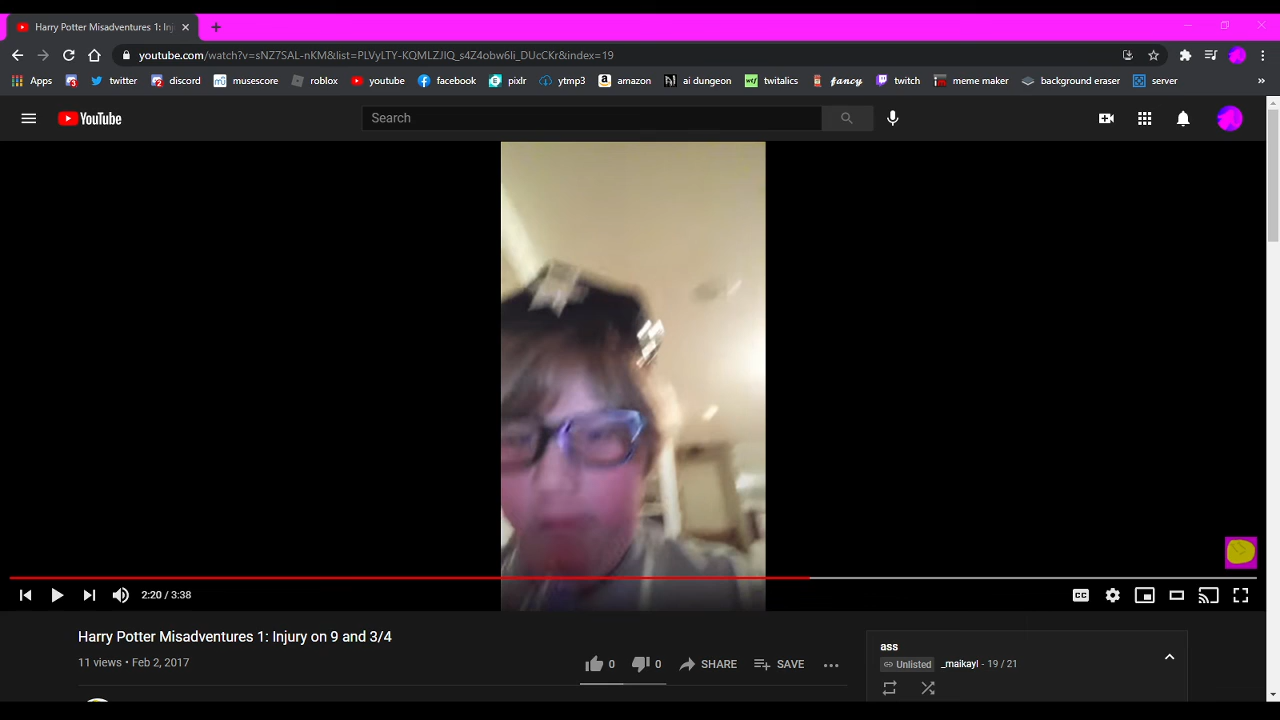 Harry Potter Misadventures 1: Inj
youtube.com/watch?v=sNZ7SAL-nKM&list=PLVyLTY-KQMLZJIQ_s4Z4obw6li_DUcCKr&index=19
Apps twitter discord musescore roblox youtube facebook pixlr ytmp3 amazon ai dungeon twitalics fancy twitch meme maker background eraser server »
YouTube
Search
CC
2:20 / 3:38
Harry Potter Misadventures 1: Injury on 9 and 3/4
11 views • Feb 2, 2017
0 0 SHARE SAVE
ass
Unlisted _maikayl - 19 / 21